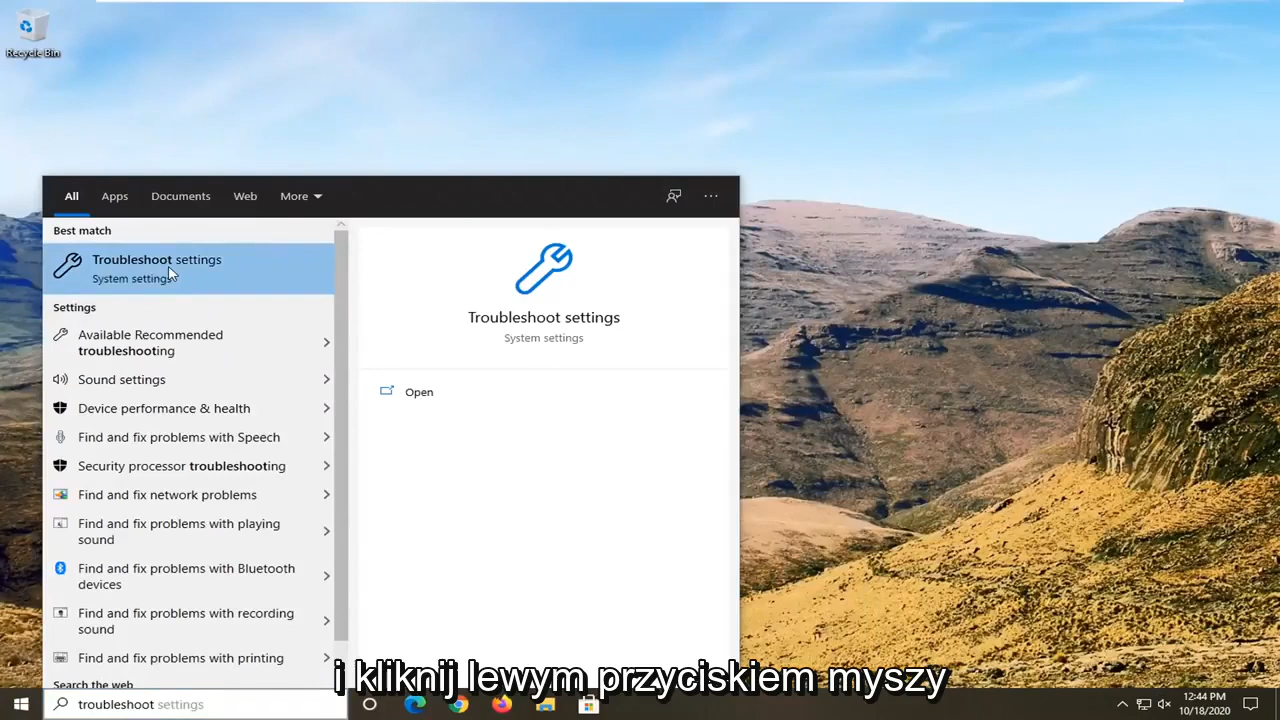 Recycle Bin
All Apps Documents Web More
Best match
Troubleshoot settings
System settings
Settings
Available Recommended
troubleshooting
Sound settings
Device performance & health
Find and fix problems with Speech
Security processor troubleshooting
Find and fix network problems
Find and fix problems with playing
sound
Find and fix problems with Bluetooth
devices
Find and fix problems with recording
sound
Find and fix problems with printing
Search the web
Troubleshoot settings
System settings
Open
i kliknij lewym przyciskiem myszy
troubleshoot settings
12:44 PM
10/18/2020